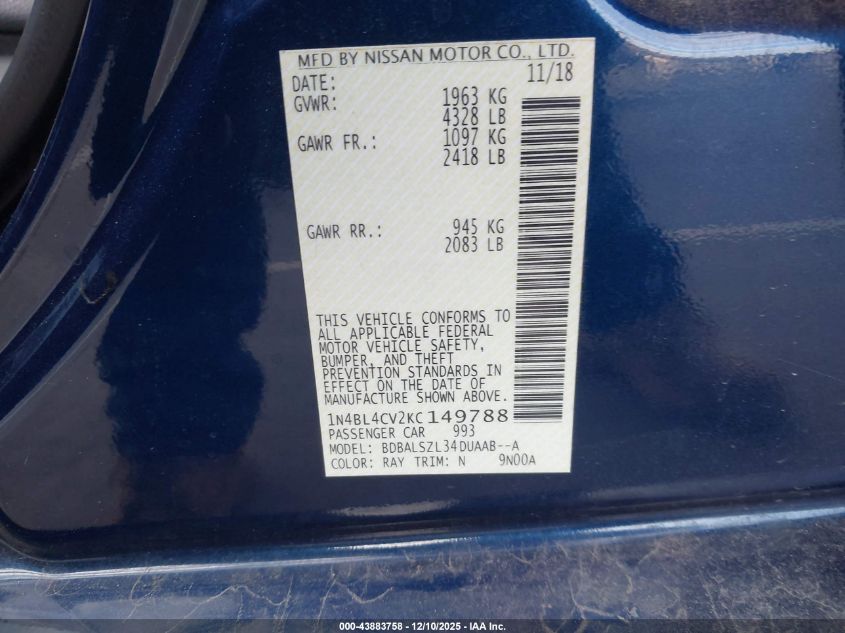 MFD BY NISSAN MOTOR CO., LTD.
DATE: 11/18
GVWR: 1963 KG
4328 LB
GAWR FR.: 1097 KG
2418 LB
GAWR RR.: 945 KG
2083 LB
THIS VEHICLE CONFORMS TO
ALL APPLICABLE FEDERAL
MOTOR VEHICLE SAFETY,
BUMPER, AND THEFT
PREVENTION STANDARDS IN
EFFECT ON THE DATE OF
MANUFACTURE SHOWN ABOVE.
1N4BL4CV2KC149788
PASSENGER CAR 993
MODEL: BDBALSZL34DUAAB--A
COLOR: RAY TRIM: N 9N00A
000-43883758 - 12/10/2025 - IAA Inc.